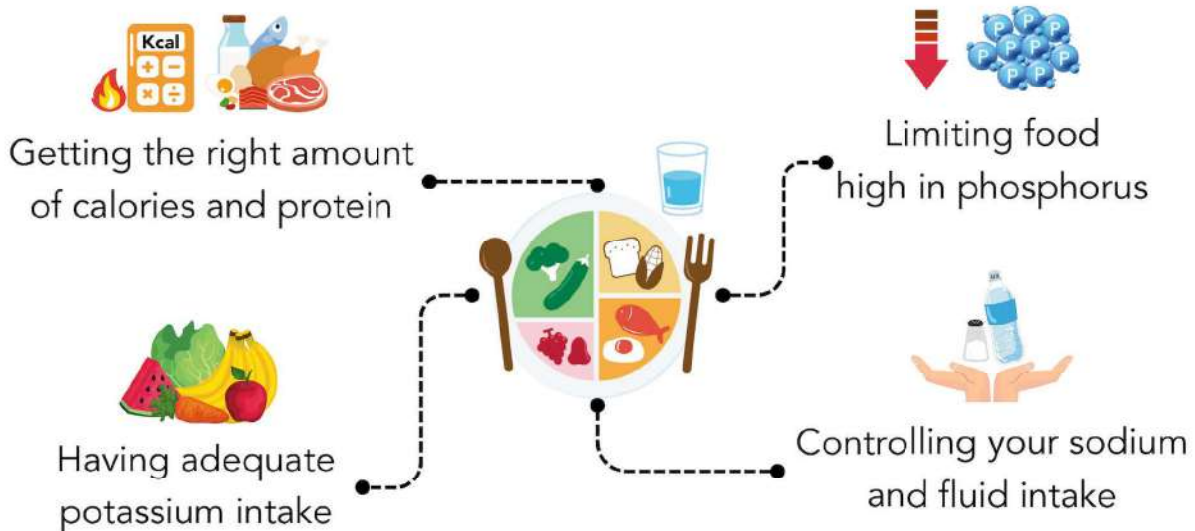 Kcal
Getting the right amount
of calories and protein
P P P P P P P P P
Limiting food
high in phosphorus
Having adequate
potassium intake
Controlling your sodium
and fluid intake